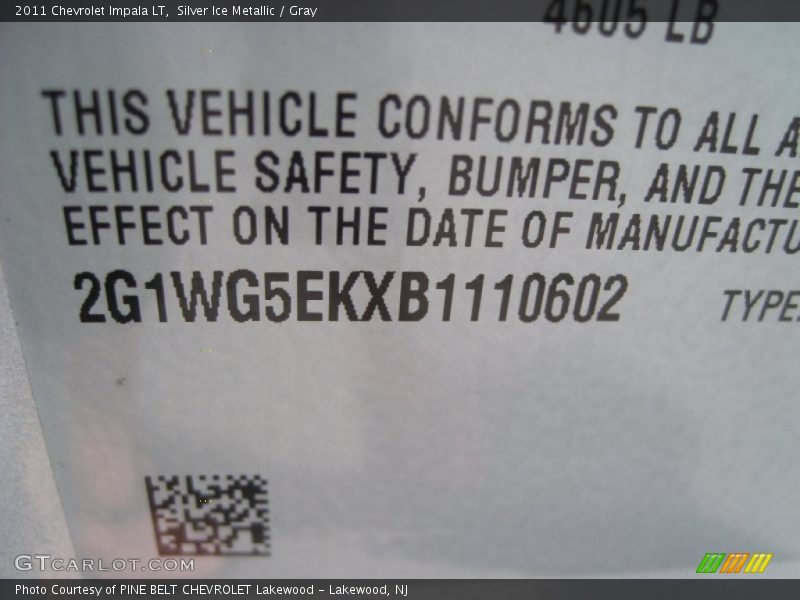 2011 Chevrolet Impala LT,  Silver Ice Metallic / Gray
4605 LB
THIS VEHICLE CONFORMS TO ALL A
VEHICLE SAFETY, BUMPER, AND THE
EFFECT ON THE DATE OF MANUFACTU
2G1WG5EKXB1110602 TYPE:
GTCARLOT.COM
Photo Courtesy of PINE BELT CHEVROLET Lakewood - Lakewood, NJ